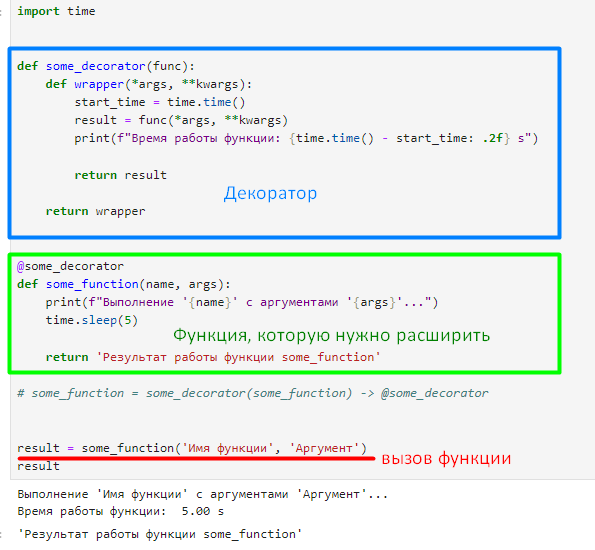 import time
def some_decorator(func):
def wrapper(*args, **kwargs):
start_time = time.time()
result = func(*args, **kwargs)
print(f"Время работы функции: {time.time() - start_time: .2f} s")
return result
Декоратор
return wrapper
@some_decorator
def some_function(name, args):
print(f"Выполнение '{name}' с аргументами '{args}'...")
time.sleep(5)
Функция, которую нужно расширить
return 'Результат работы функции some_function'
# some_function = some_decorator(some_function) -> @some_decorator
result = some_function('Имя функции', 'Аргумент')
вызов функции
result
Выполнение 'Имя функции' с аргументами 'Аргумент'...
Время работы функции:  5.00 s
'Результат работы функции some_function'